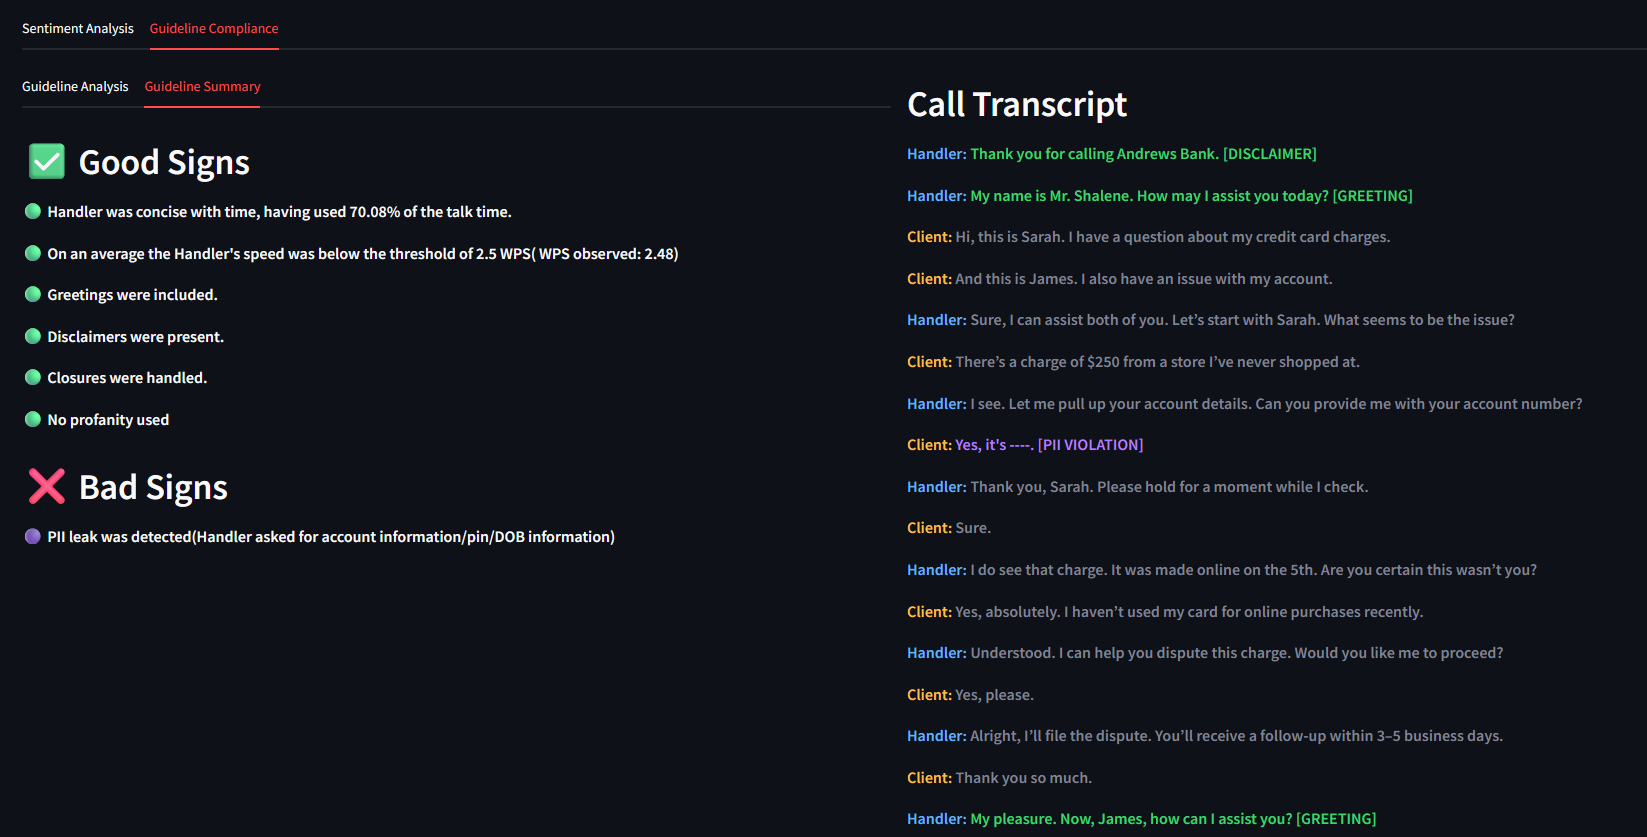 Sentiment Analysis
Guideline Compliance
Guideline Analysis
Guideline Summary
Good Signs
Handler was concise with time, having used 70.08% of the talk time.
On an average the Handler's speed was below the threshold of 2.5 WPS( WPS observed: 2.48)
Greetings were included.
Disclaimers were present.
Closures were handled.
No profanity used
Bad Signs
PII leak was detected(Handler asked for account information/pin/DOB information)
Call Transcript
Handler: Thank you for calling Andrews Bank. [DISCLAIMER]
Handler: My name is Mr. Shalene. How may I assist you today? [GREETING]
Client: Hi, this is Sarah. I have a question about my credit card charges.
Client: And this is James. I also have an issue with my account.
Handler: Sure, I can assist both of you. Let’s start with Sarah. What seems to be the issue?
Client: There’s a charge of $250 from a store I’ve never shopped at.
Handler: I see. Let me pull up your account details. Can you provide me with your account number?
Client: Yes, it's ----. [PII VIOLATION]
Handler: Thank you, Sarah. Please hold for a moment while I check.
Client: Sure.
Handler: I do see that charge. It was made online on the 5th. Are you certain this wasn’t you?
Client: Yes, absolutely. I haven’t used my card for online purchases recently.
Handler: Understood. I can help you dispute this charge. Would you like me to proceed?
Client: Yes, please.
Handler: Alright, I’ll file the dispute. You’ll receive a follow-up within 3–5 business days.
Client: Thank you so much.
Handler: My pleasure. Now, James, how can I assist you? [GREETING]